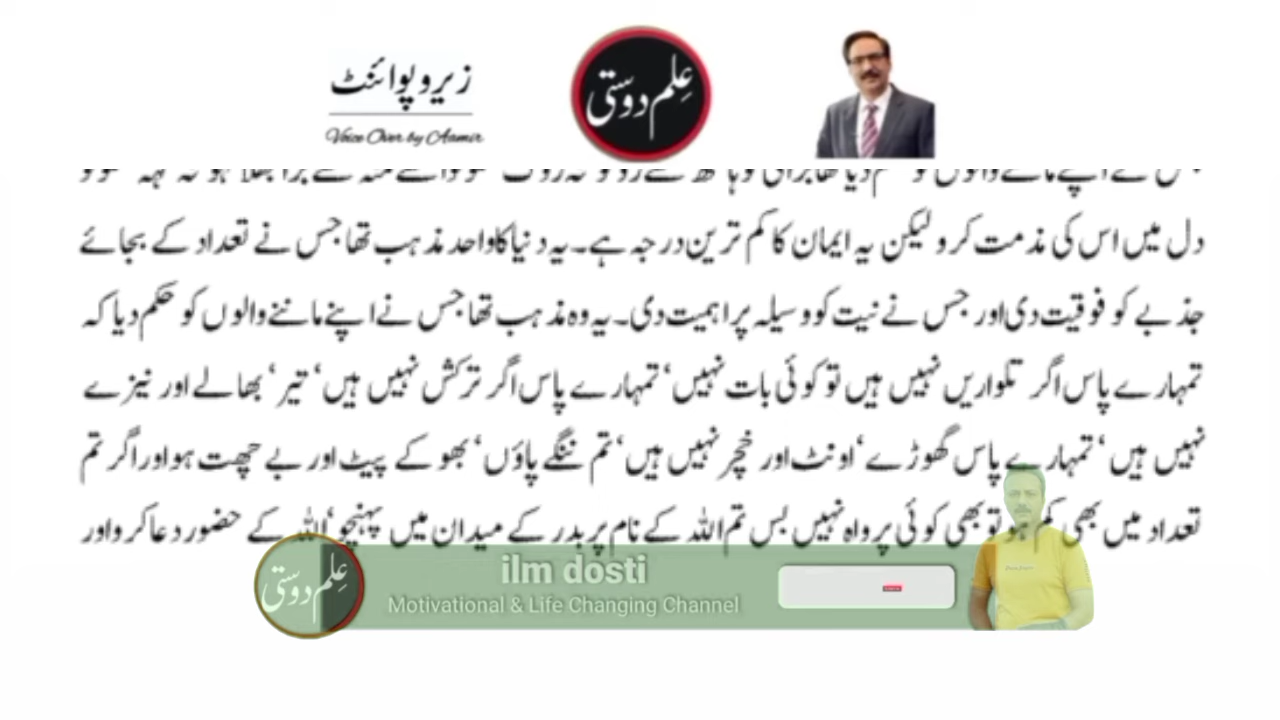 زیرو پوائنٹ
Voice Over by Aamir
علم دوستی
دل میں اس کی مذمت کرو لیکن یہ ایمان کا کم ترین درجہ ہے۔ یہ دنیا کا واحد مذہب تھا جس نے تعداد کے بجائے
جذبے کو فوقیت دی اور جس نے نیت کو وسیلہ پر اہمیت دی۔ یہ وہ مذہب تھا جس نے اپنے ماننے والوں کو حکم دیا کہ
تمہارے پاس اگر تلواریں نہیں ہیں تو کوئی بات نہیں‘ تمہارے پاس اگر ترکش نہیں ہیں‘ تیر‘ بھالے اور نیزے
نہیں ہیں‘ تمہارے پاس گھوڑے‘ اونٹ اور خچر نہیں ہیں‘ تم ننگے پاؤں‘ بھوکے پیٹ اور بے چھت ہو اور اگر تم
تعداد میں بھی کم ہو تو بھی کوئی پرواہ نہیں بس تم اللہ کے نام پر بدر کے میدان میں پہنچو‘ اللہ کے حضور دعا کرو اور
علم دوستی
ilm dosti
Motivational & Life Changing Channel